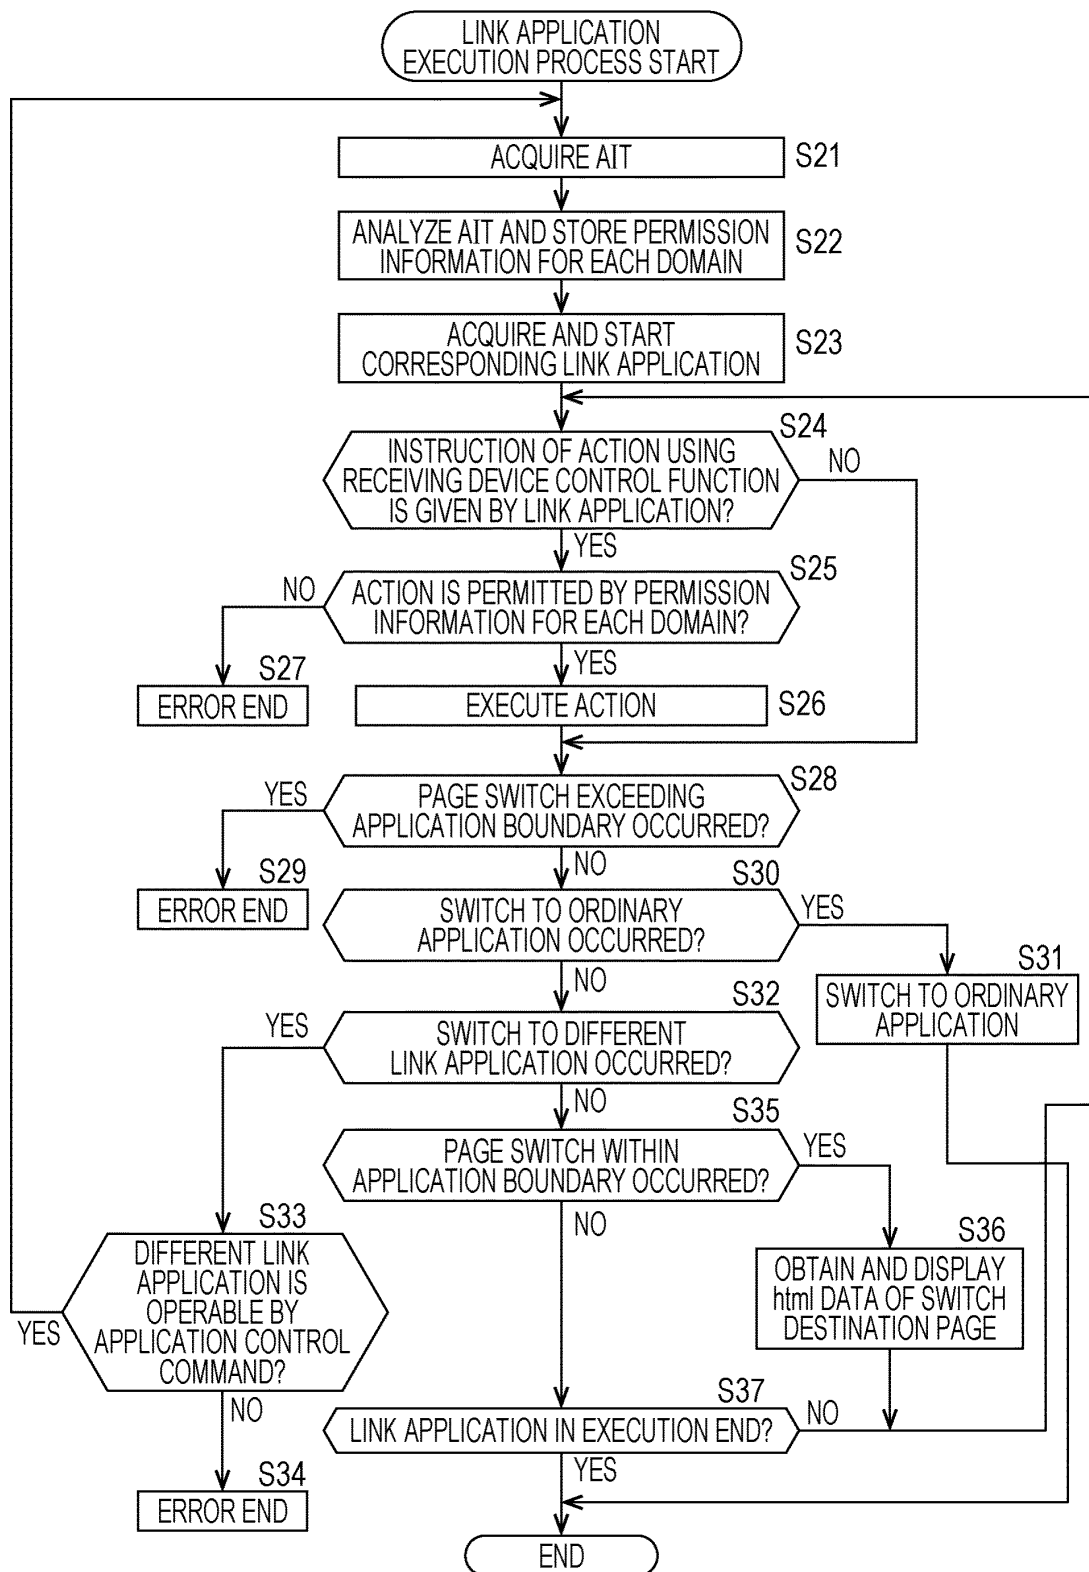 LINK APPLICATION
EXECUTION PROCESS START
ACQUIRE AIT
S21
ANALYZE AIT AND STORE PERMISSION
INFORMATION FOR EACH DOMAIN
S22
ACQUIRE AND START
CORRESPONDING LINK APPLICATION
S23
S24
INSTRUCTION OF ACTION USING
RECEIVING DEVICE CONTROL FUNCTION
IS GIVEN BY LINK APPLICATION?
NO
YES
S25
NO
ACTION IS PERMITTED BY PERMISSION
INFORMATION FOR EACH DOMAIN?
YES
S27
ERROR END
EXECUTE ACTION
S26
S28
YES
PAGE SWITCH EXCEEDING
APPLICATION BOUNDARY OCCURRED?
NO
S29
ERROR END
S30
SWITCH TO ORDINARY
APPLICATION OCCURRED?
YES
NO
S31
SWITCH TO ORDINARY
APPLICATION
S32
YES
SWITCH TO DIFFERENT
LINK APPLICATION OCCURRED?
NO
S35
PAGE SWITCH WITHIN
APPLICATION BOUNDARY OCCURRED?
YES
NO
S33
DIFFERENT LINK
APPLICATION IS
OPERABLE BY
APPLICATION CONTROL
COMMAND?
YES
NO
S36
OBTAIN AND DISPLAY
html DATA OF SWITCH
DESTINATION PAGE
S37
LINK APPLICATION IN EXECUTION END?
NO
YES
S34
ERROR END
END